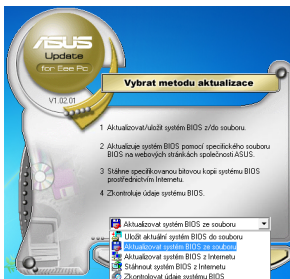 ASUS
Update
for Eee Pc
V1.02.01
Vybrat metodu aktualizace
1 Aktualizovat/uložit systém BIOS z/do souboru.
2 Aktualizuje systém BIOS pomocí specifického souboru
BIOS na webových stránkách společnosti ASUS.
3 Stáhne specifikovanou bitovou kopii systému BIOS
prostřednictvím Internetu.
4 Zkontroluje údaje systému BIOS.
Aktualizovat systém BIOS ze souboru
Uložit aktuální systém BIOS do souboru
Aktualizovat systém BIOS ze souboru
Aktualizovat systém BIOS z Internetu
Stáhnout systém BIOS z Internetu
Zkontrolovat údaje systému BIOS